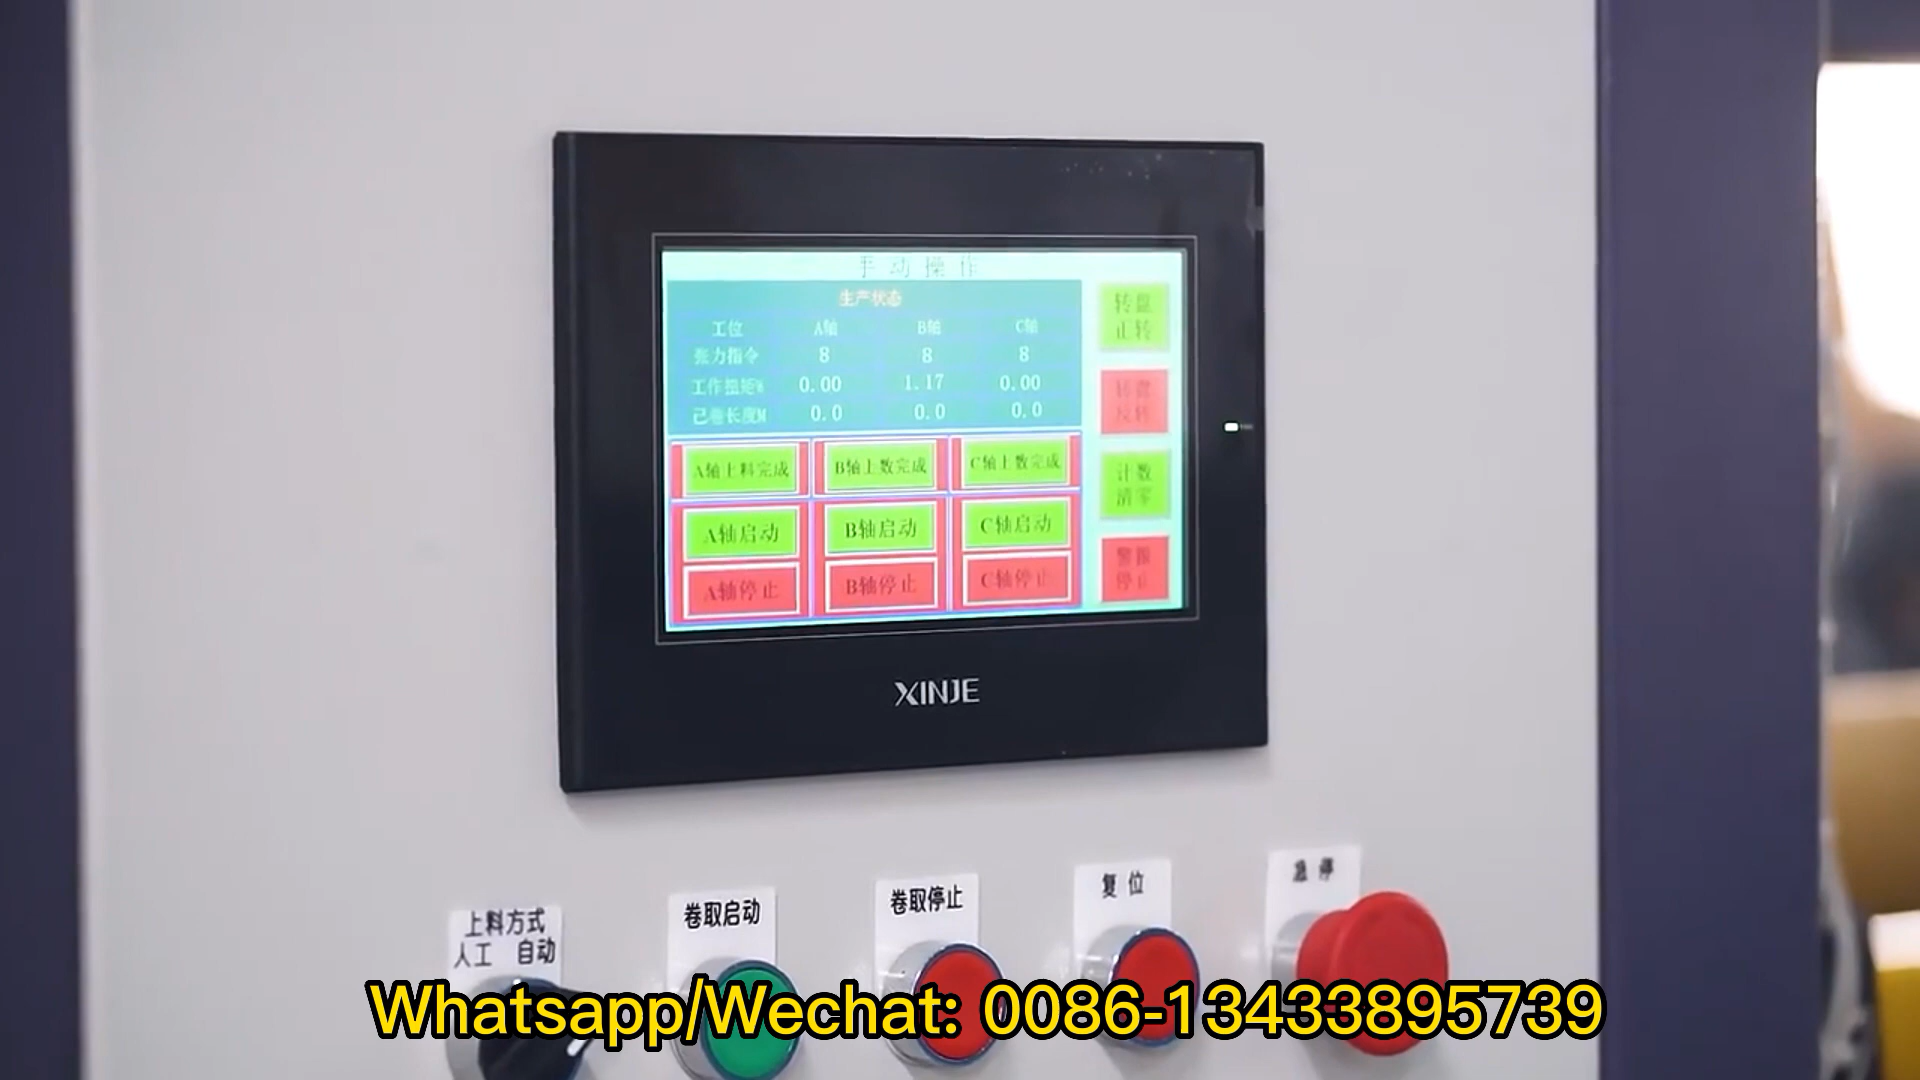 手动操作
生产状态
工位 A轴 B轴 C轴
张力指令 8 8 8
工作扭矩% 0.00 1.17 0.00
己卷长度M 0.0 0.0 0.0
转盘
正转
转盘
反转
计数
清零
警报
停止
A轴上料完成 B轴上数完成 C轴上数完成
A轴启动 B轴启动 C轴启动
A轴停止 B轴停止 C轴停止
XINJE
上料方式
人工 自动
卷取启动
卷取停止
复位
急停
Whatsapp/Wechat: 0086-13433895739